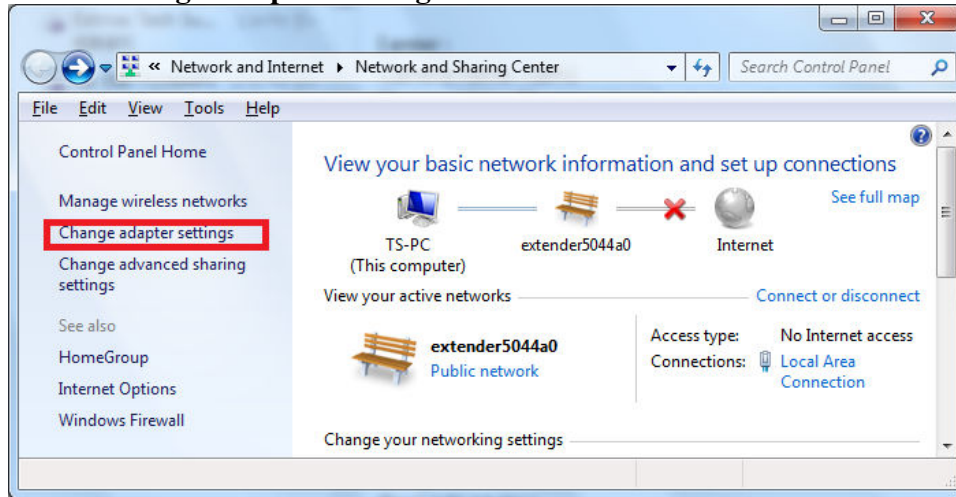 « Network and Internet ▸ Network and Sharing Center
Search Control Panel
File Edit View Tools Help
Control Panel Home
Manage wireless networks
Change adapter settings
Change advanced sharing
settings
See also
HomeGroup
Internet Options
Windows Firewall
View your basic network information and set up connections
See full map
TS-PC
(This computer)
extender5044a0
Internet
View your active networks
Connect or disconnect
extender5044a0
Public network
Access type: No Internet access
Connections: Local Area
Connection
Change your networking settings